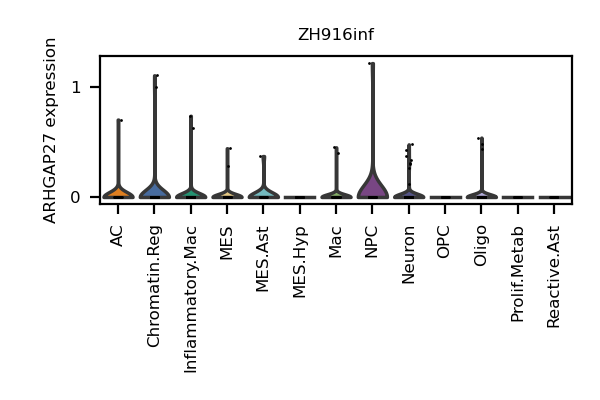 ZH916inf
ARHGAP27 expression
1
0
AC
Chromatin.Reg
Inflammatory.Mac
MES
MES.Ast
MES.Hyp
Mac
NPC
Neuron
OPC
Oligo
Prolif.Metab
Reactive.Ast